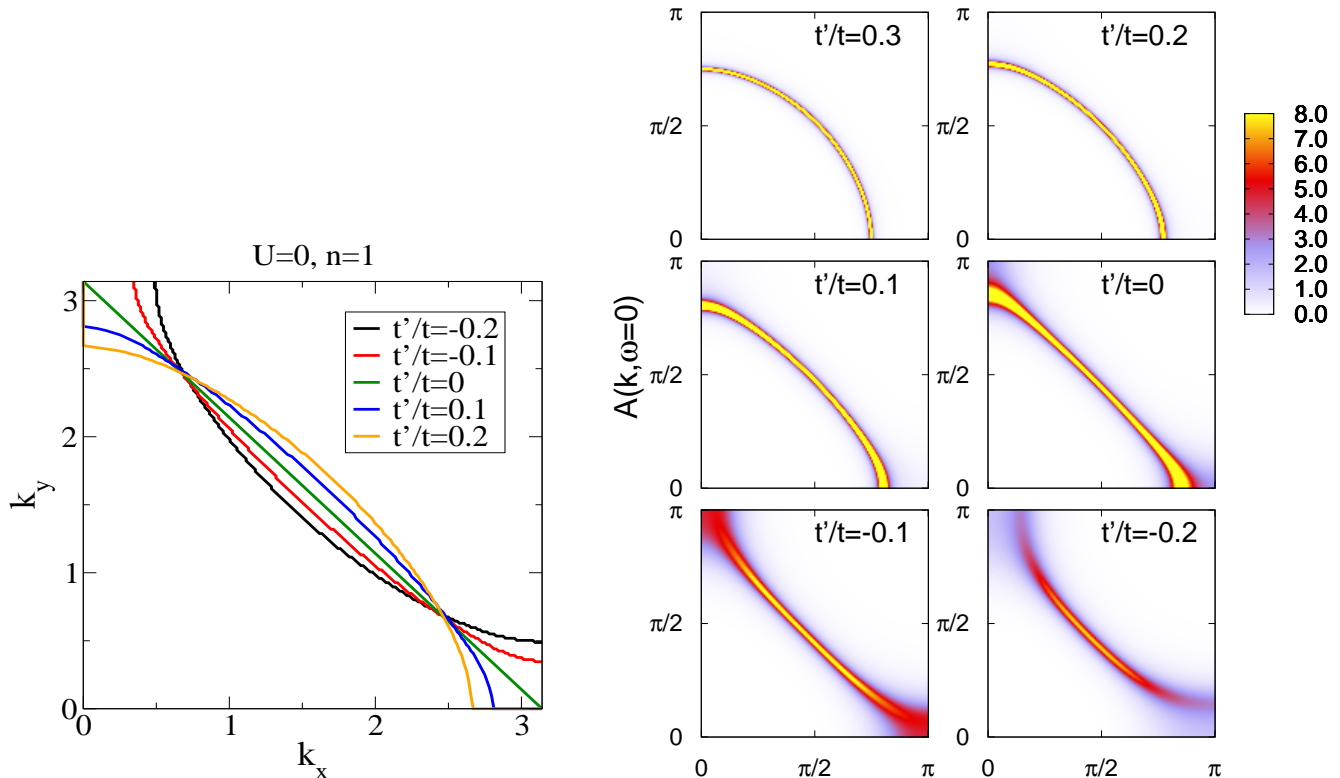 U=0, n=1
3
2
1
0
0
1
2
3
k_y
k_x
t'/t=-0.2
t'/t=-0.1
t'/t=0
t'/t=0.1
t'/t=0.2
A(k,ω=0)
π
π/2
0
t'/t=0.3
π
π/2
0
t'/t=0.2
π
π/2
0
t'/t=0.1
π
π/2
0
t'/t=0
π
π/2
0
t'/t=-0.1
0
π/2
π
π
π/2
0
t'/t=-0.2
0
π/2
π
8.0
7.0
6.0
5.0
4.0
3.0
2.0
1.0
0.0